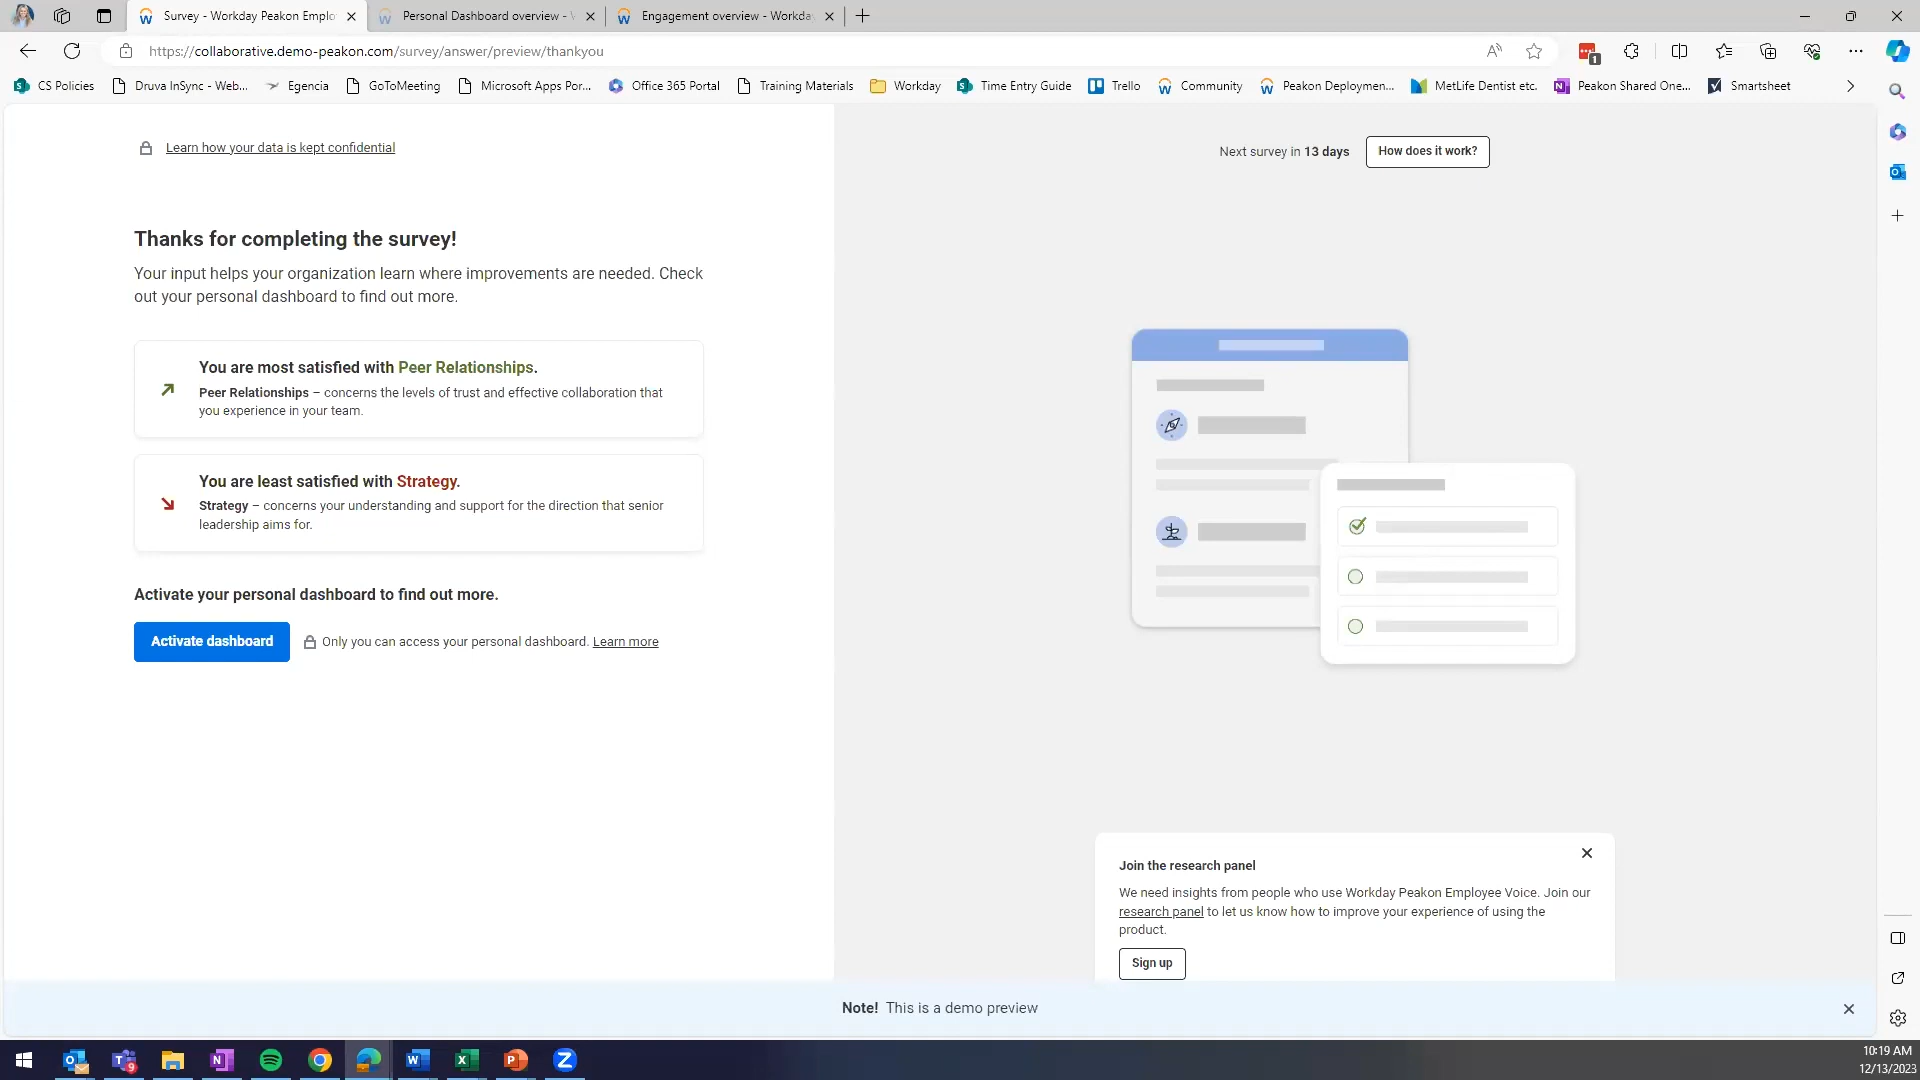 Survey - Workday Peakon Emplo
Personal Dashboard overview -
Engagement overview - Workda
https://collaborative.demo-peakon.com/survey/answer/preview/thankyou
1
CS Policies
Druva InSync - Web...
Egencia
GoToMeeting
Microsoft Apps Por...
Office 365 Portal
Training Materials
Workday
Time Entry Guide
Trello
Community
Peakon Deploymen...
MetLife Dentist etc.
Peakon Shared One...
Smartsheet
Learn how your data is kept confidential
Next survey in 13 days
How does it work?
Thanks for completing the survey!
Your input helps your organization learn where improvements are needed. Check
out your personal dashboard to find out more.
You are most satisfied with Peer Relationships.
Peer Relationships – concerns the levels of trust and effective collaboration that
you experience in your team.
You are least satisfied with Strategy.
Strategy – concerns your understanding and support for the direction that senior
leadership aims for.
Activate your personal dashboard to find out more.
Activate dashboard
Only you can access your personal dashboard. Learn more
Join the research panel
We need insights from people who use Workday Peakon Employee Voice. Join our
research panel to let us know how to improve your experience of using the
product.
Sign up
Note! This is a demo preview
9
10:19 AM
12/13/2023